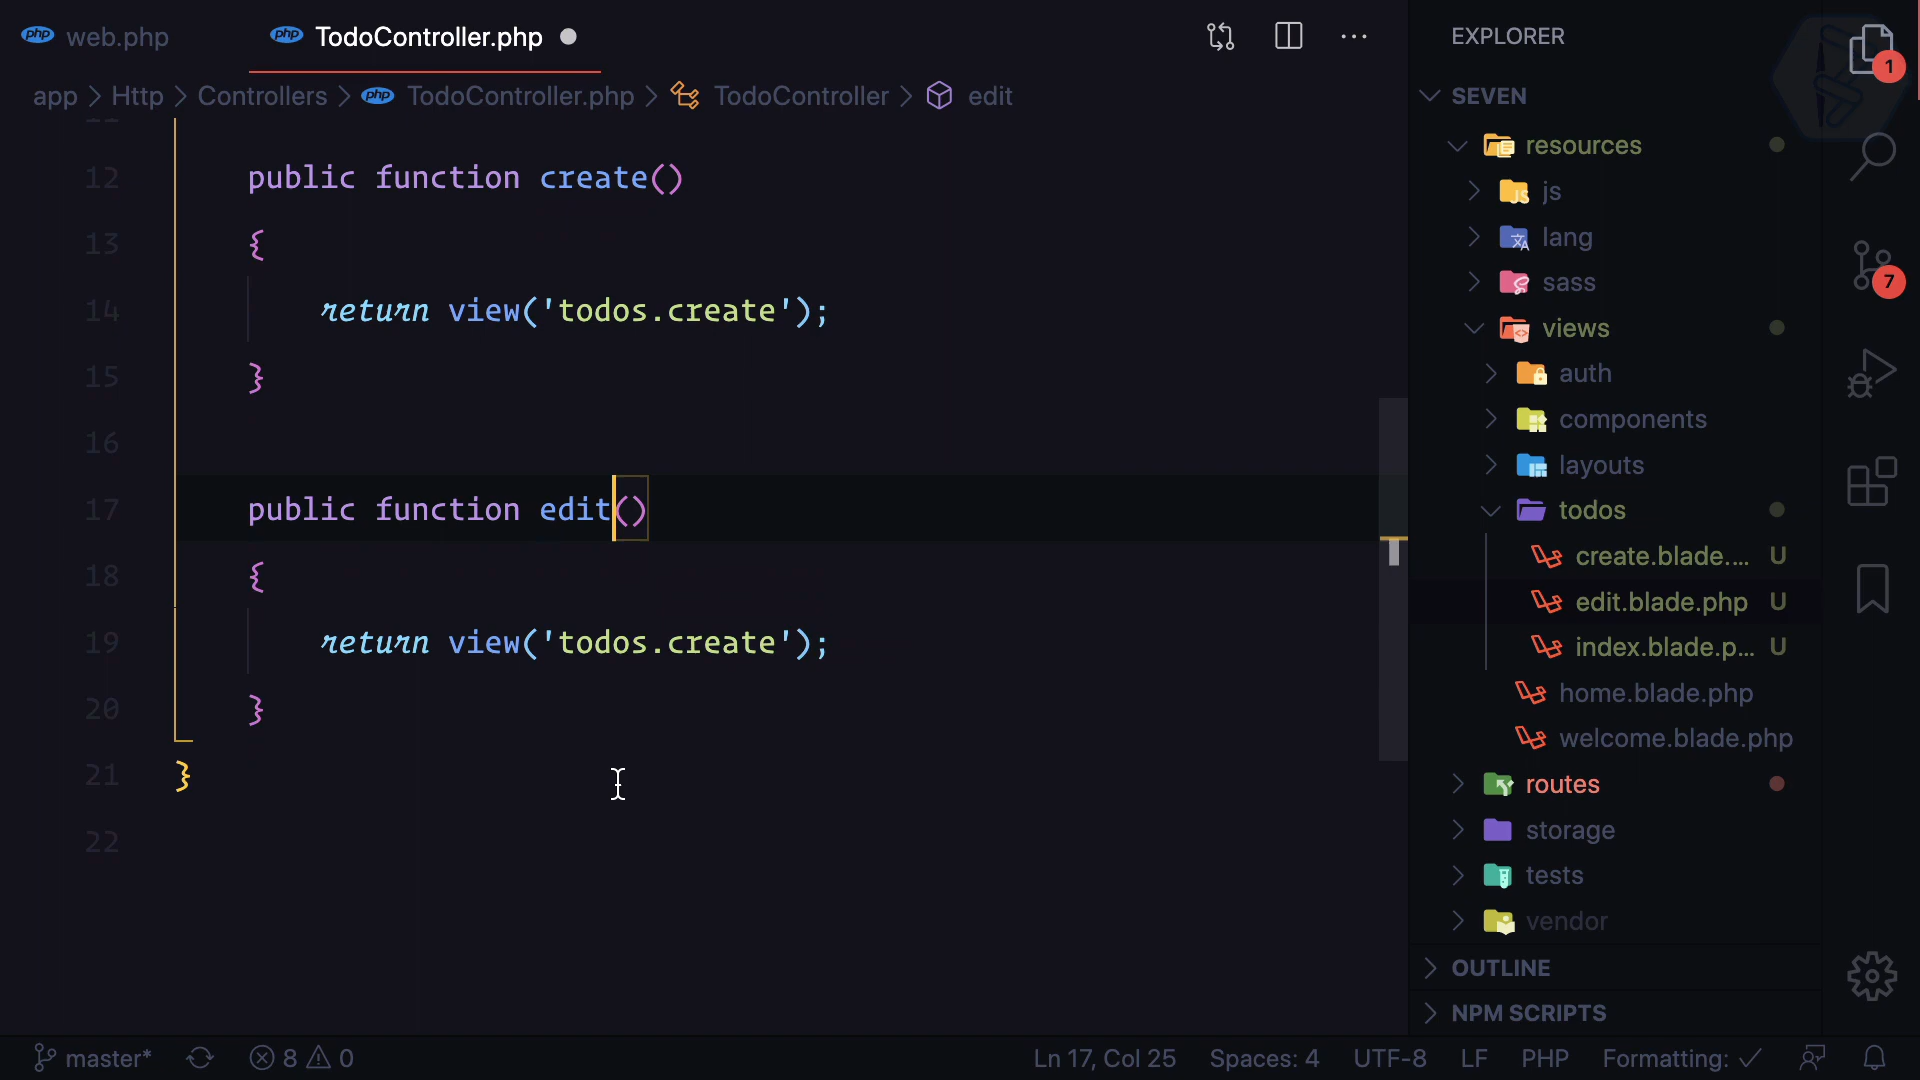 php web.php
php TodoController.php
app > Http > Controllers > php TodoController.php > TodoController > edit
12 public function create()
13 {
14 return view('todos.create');
15 }
16
17 public function edit()
18 {
19 return view('todos.create');
20 }
21 }
22
EXPLORER
1
SEVEN
resources
js
lang
sass
7
views
auth
components
layouts
todos
create.blade.... U
edit.blade.php U
index.blade.p... U
home.blade.php
welcome.blade.php
routes
storage
tests
vendor
OUTLINE
NPM SCRIPTS
master* 8 0 Ln 17, Col 25 Spaces: 4 UTF-8 LF PHP Formatting: ✓